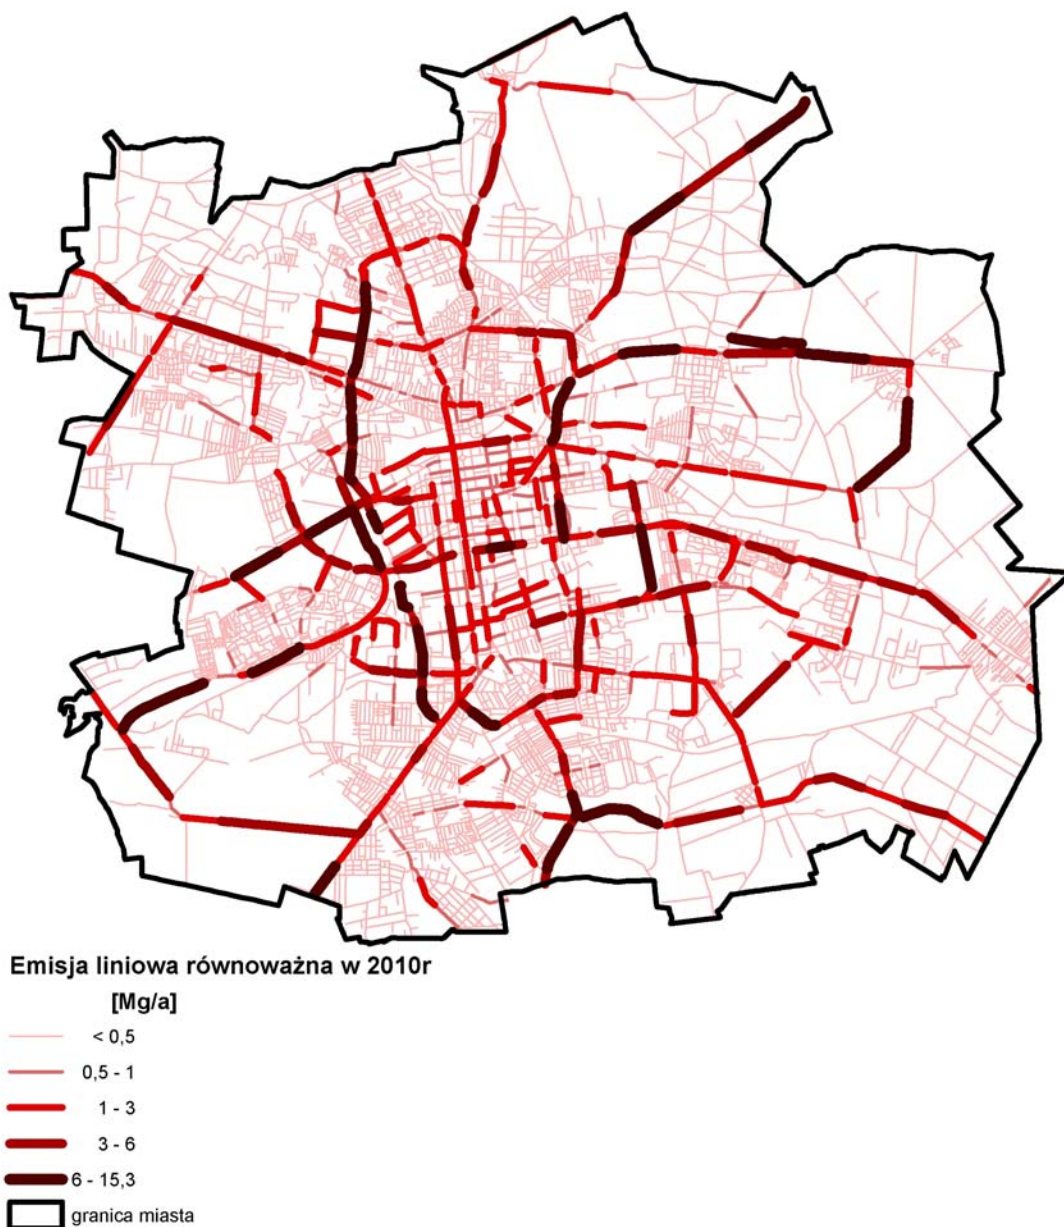 Emisja liniowa równoważna w 2010r
[Mg/a]
< 0,5
0,5 - 1
1 - 3
3 - 6
6 - 15,3
granica miasta